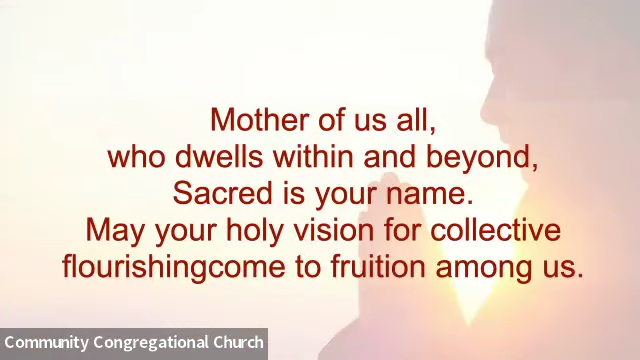 Mother of us all,
who dwells within and beyond,
Sacred is your name.
May your holy vision for collective
flourishingcome to fruition among us.
Community Congregational Church